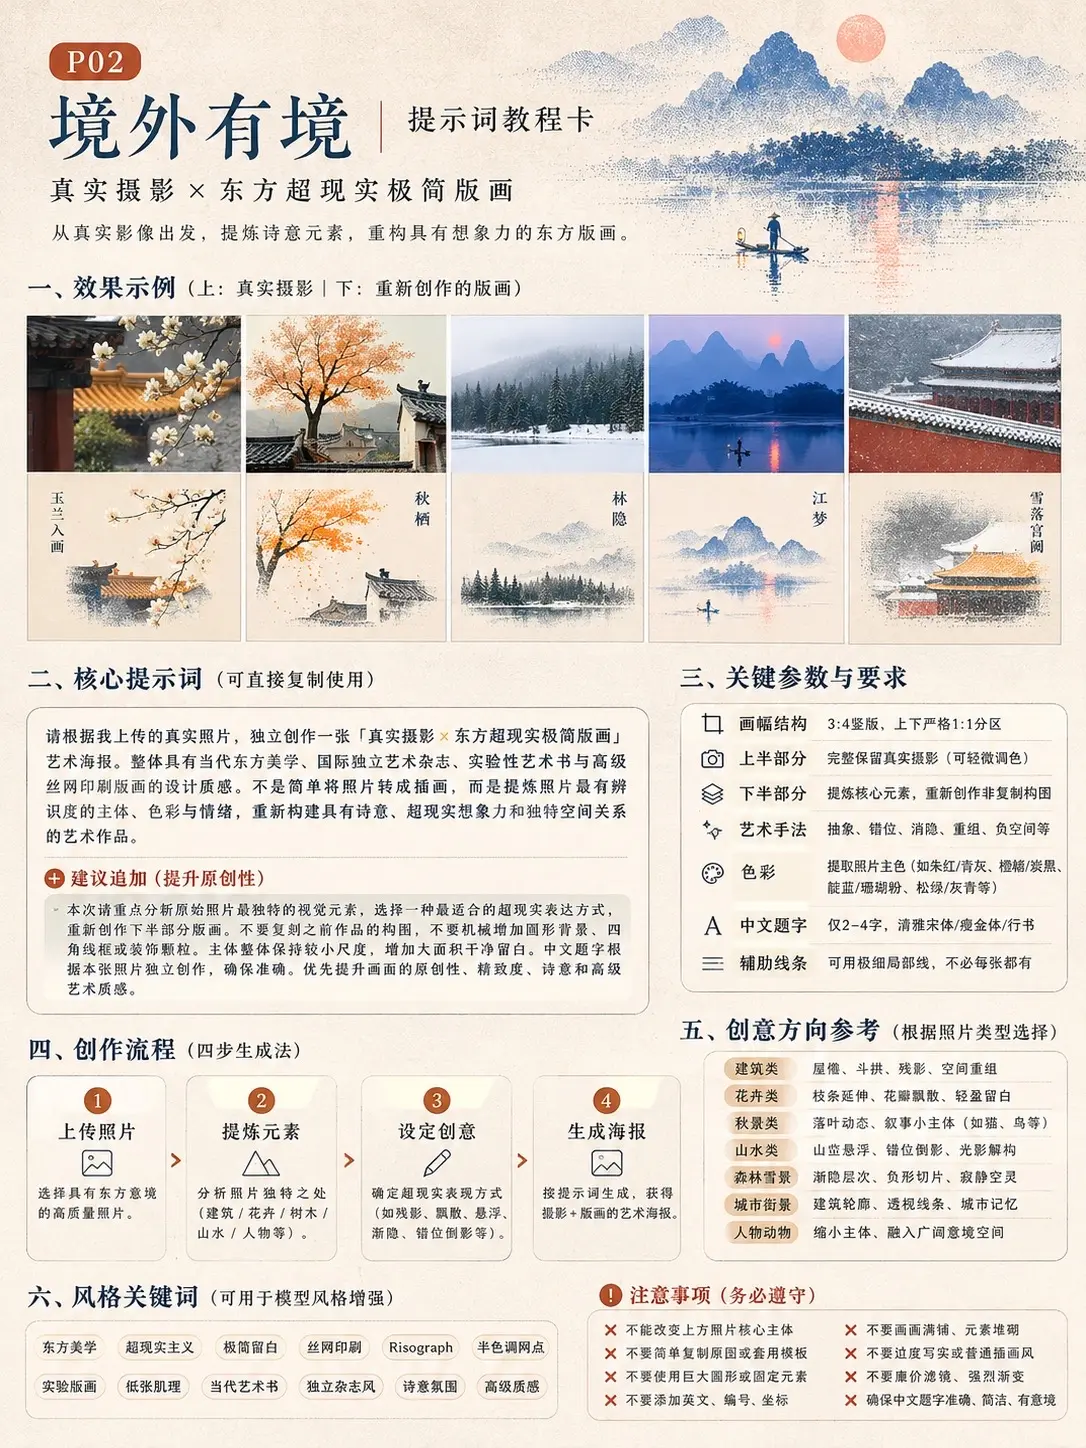 P02
境外有境
提示词教程卡
真实摄影×东方超现实极简版画
从真实影像出发，提炼诗意元素，重构具有想象力的东方版画。
一、效果示例（上：真实摄影｜下：重新创作的版画）
玉兰入画
秋栖
林隐
江梦
雪落宫阙
二、核心提示词（可直接复制使用）
请根据我上传的真实照片，独立创作一张「真实摄影×东方超现实极简版画」
艺术海报。整体具有当代东方美学、国际独立艺术杂志、实验性艺术书与高级
丝网印刷版画的设计质感。不是简单将照片转成插画，而是提炼照片最有辨
识度的主体、色彩与情绪，重新构建具有诗意、超现实想象力和独特空间关系
的艺术作品。
建议追加（提升原创性）
本次请重点分析原始照片最独特的视觉元素，选择一种最适合的超现实表达方式，
重新创作下半部分版画。不要复刻之前作品的构图，不要机械增加圆形背景、四
角线框或装饰颗粒。主体整体保持较小尺度，增加大面积干净留白。中文题字根
据本张照片独立创作，确保准确。优先提升画面的原创性、精致度、诗意和高级
艺术质感。
三、关键参数与要求
画幅结构 3:4竖版，上下严格1:1分区
上半部分 完整保留真实摄影（可轻微调色）
下半部分 提炼核心元素，重新创作非复制构图
艺术手法 抽象、错位、消隐、重组、负空间等
色彩 提取照片主色（如朱红/青灰、橙/炭黑、
靛蓝/珊瑚粉、松绿/灰青等）
中文题字 仅2-4字，清雅宋体/瘦金体/行书
辅助线条 可用极细局部线，不必每张都有
四、创作流程（四步生成法）
1
上传照片
选择具有东方意境
的高质量照片。
2
提炼元素
分析照片独特之处
（建筑/花卉/树木/
山水/人物等）。
3
设定创意
确定超现实表现方式
（如残影、飘散、悬浮、
渐隐、错位倒影等）。
4
生成海报
按提示词生成，获得
摄影+版画的艺术海报。
五、创意方向参考（根据照片类型选择）
建筑类 屋檐、斗拱、残影、空间重组
花卉类 枝条延伸、花瓣飘散、轻盈留白
秋景类 落叶动态、叙事小主体（如猫、鸟等）
山水类 山峦悬浮、错位倒影、光影解构
森林雪景 渐隐层次、负形切片、寂静空灵
城市街景 建筑轮廓、透视线条、城市记忆
人物动物 缩小主体、融入广阔意境空间
六、风格关键词（可用于模型风格增强）
东方美学 超现实主义 极简留白 丝网印刷 Risograph 半色调网点
实验版画 低张肌理 当代艺术书 独立杂志风 诗意氛围 高级质感
注意事项（务必遵守）
不能改变上方照片核心主体
不要简单复制原图或套用模板
不要使用巨大圆形或固定元素
不要添加英文、编号、坐标
不要画画满铺、元素堆砌
不要过度写实或普通插画风
不要廉价滤镜、强烈渐变
确保中文题字准确、简洁、有意境